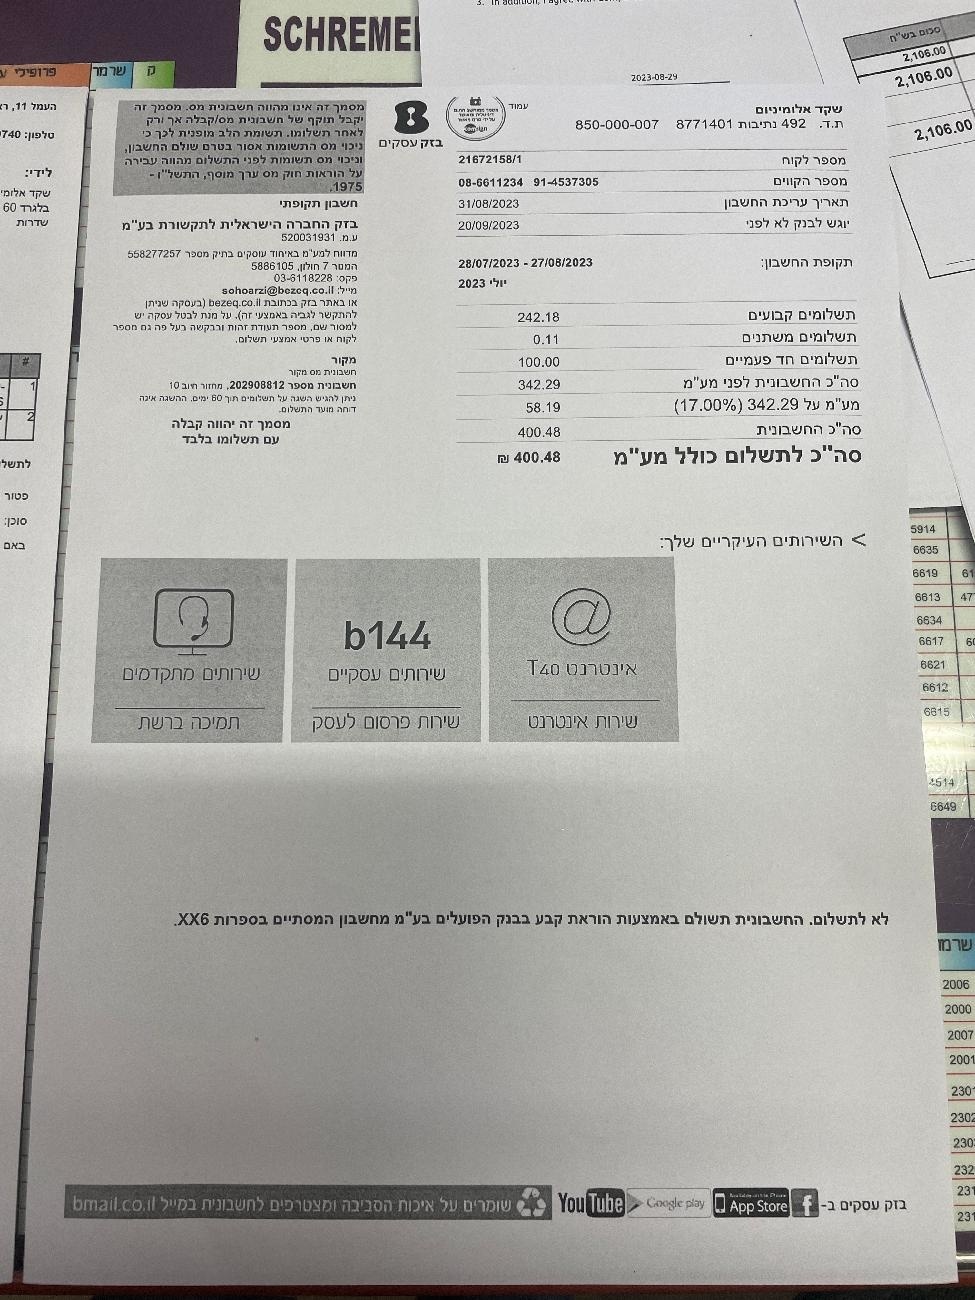 SCHREME
2023-08-29
פרופילי
שרמר
ק
סכום בש"ח
2,106.00
2,106.00
2,106.00
העמל 11,
טלפון:
לידי:
שקד אלומי
בלגרד 60
שדרות
#
1
2
לתשל
פטור
סוכן:
באם
מסמך זה אינו מהווה חשבונית מס. מסמך זה
יקבל תוקף של חשבונית מס/קבלה אך ורק
לאחר תשלומו. תשומת הלב מופנית לכך כי
ניכוי מס התשומות אסור בטרם שולם החשבון,
וניכוי מס תשומות לפני התשלום מהווה עבירה
על הוראות חוק מס ערך מוסף, התשל"ו -
1975.
בזק עסקים
עמוד
שקד אלומיניום
ת.ד. 492 נתיבות 8771401 850-000-007
מספר לקוח 21672158/1
מספר הקווים 91-4537305 08-6611234
תאריך עריכת החשבון 31/08/2023
יוגש לבנק לא לפני 20/09/2023
תקופת החשבון: 28/07/2023 - 27/08/2023
יולי 2023
תשלומים קבועים 242.18
תשלומים משתנים 0.11
תשלומים חד פעמיים 100.00
סה"כ החשבונית לפני מע"מ 342.29
מע"מ על 342.29 (17.00%) 58.19
סה"כ החשבונית 400.48
סה"כ לתשלום כולל מע"מ 400.48 ₪
חשבון תקופתי
בזק החברה הישראלית לתקשורת בע"מ
ע.מ. 520031931
מדווח למע"מ באיחוד עוסקים בתיק מספר 558277257
המנור 7 חולון, 5886105
פקס: 03-6118228
מייל: sohoarzi@bezeq.co.il
או באתר בזק בכתובת bezeq.co.il (בעסקה שניתן
להתקשר לגביה באמצעי זה). על מנת לבטל עסקה יש
למסור שם, מספר תעודת זהות ובבקשה בעל פה גם מספר
לקוח או פרטי אמצעי תשלום.
מקור
חשבונית מס מקור
חשבונית מספר 202908812, מחזור חיוב 10
ניתן להגיש השגה על תשלומים תוך 60 ימים. ההשגה אינה
דוחה מועד התשלום.
מסמך זה יהווה קבלה
עם תשלומו בלבד
> השירותים העיקריים שלך:
@
אינטרנט T40
שירות אינטרנט
b144
שירותים עסקיים
שירות פרסום לעסק
שירותים מתקדמים
תמיכה ברשת
לא לתשלום. החשבונית תשולם באמצעות הוראת קבע בבנק הפועלים בע"מ מחשבון המסתיים בספרות XX6.
בזק עסקים ב- f App Store Google play YouTube
שומרים על איכות הסביבה ומצטרפים לחשבונית במייל bmail.co.il
5914
6635
6619 61
6613 47
6634
6617 60
6621
6612
6615
4514
6649
שרמר
2006
2000
2007
2001
230
2302
230
232
231
231